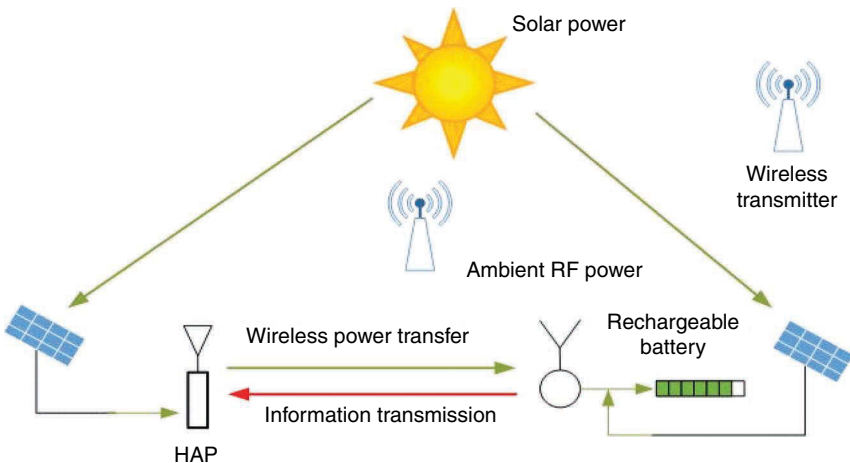 Solar power
Wireless
transmitter
Ambient RF power
Wireless power transfer
Rechargeable
battery
Information transmission
HAP